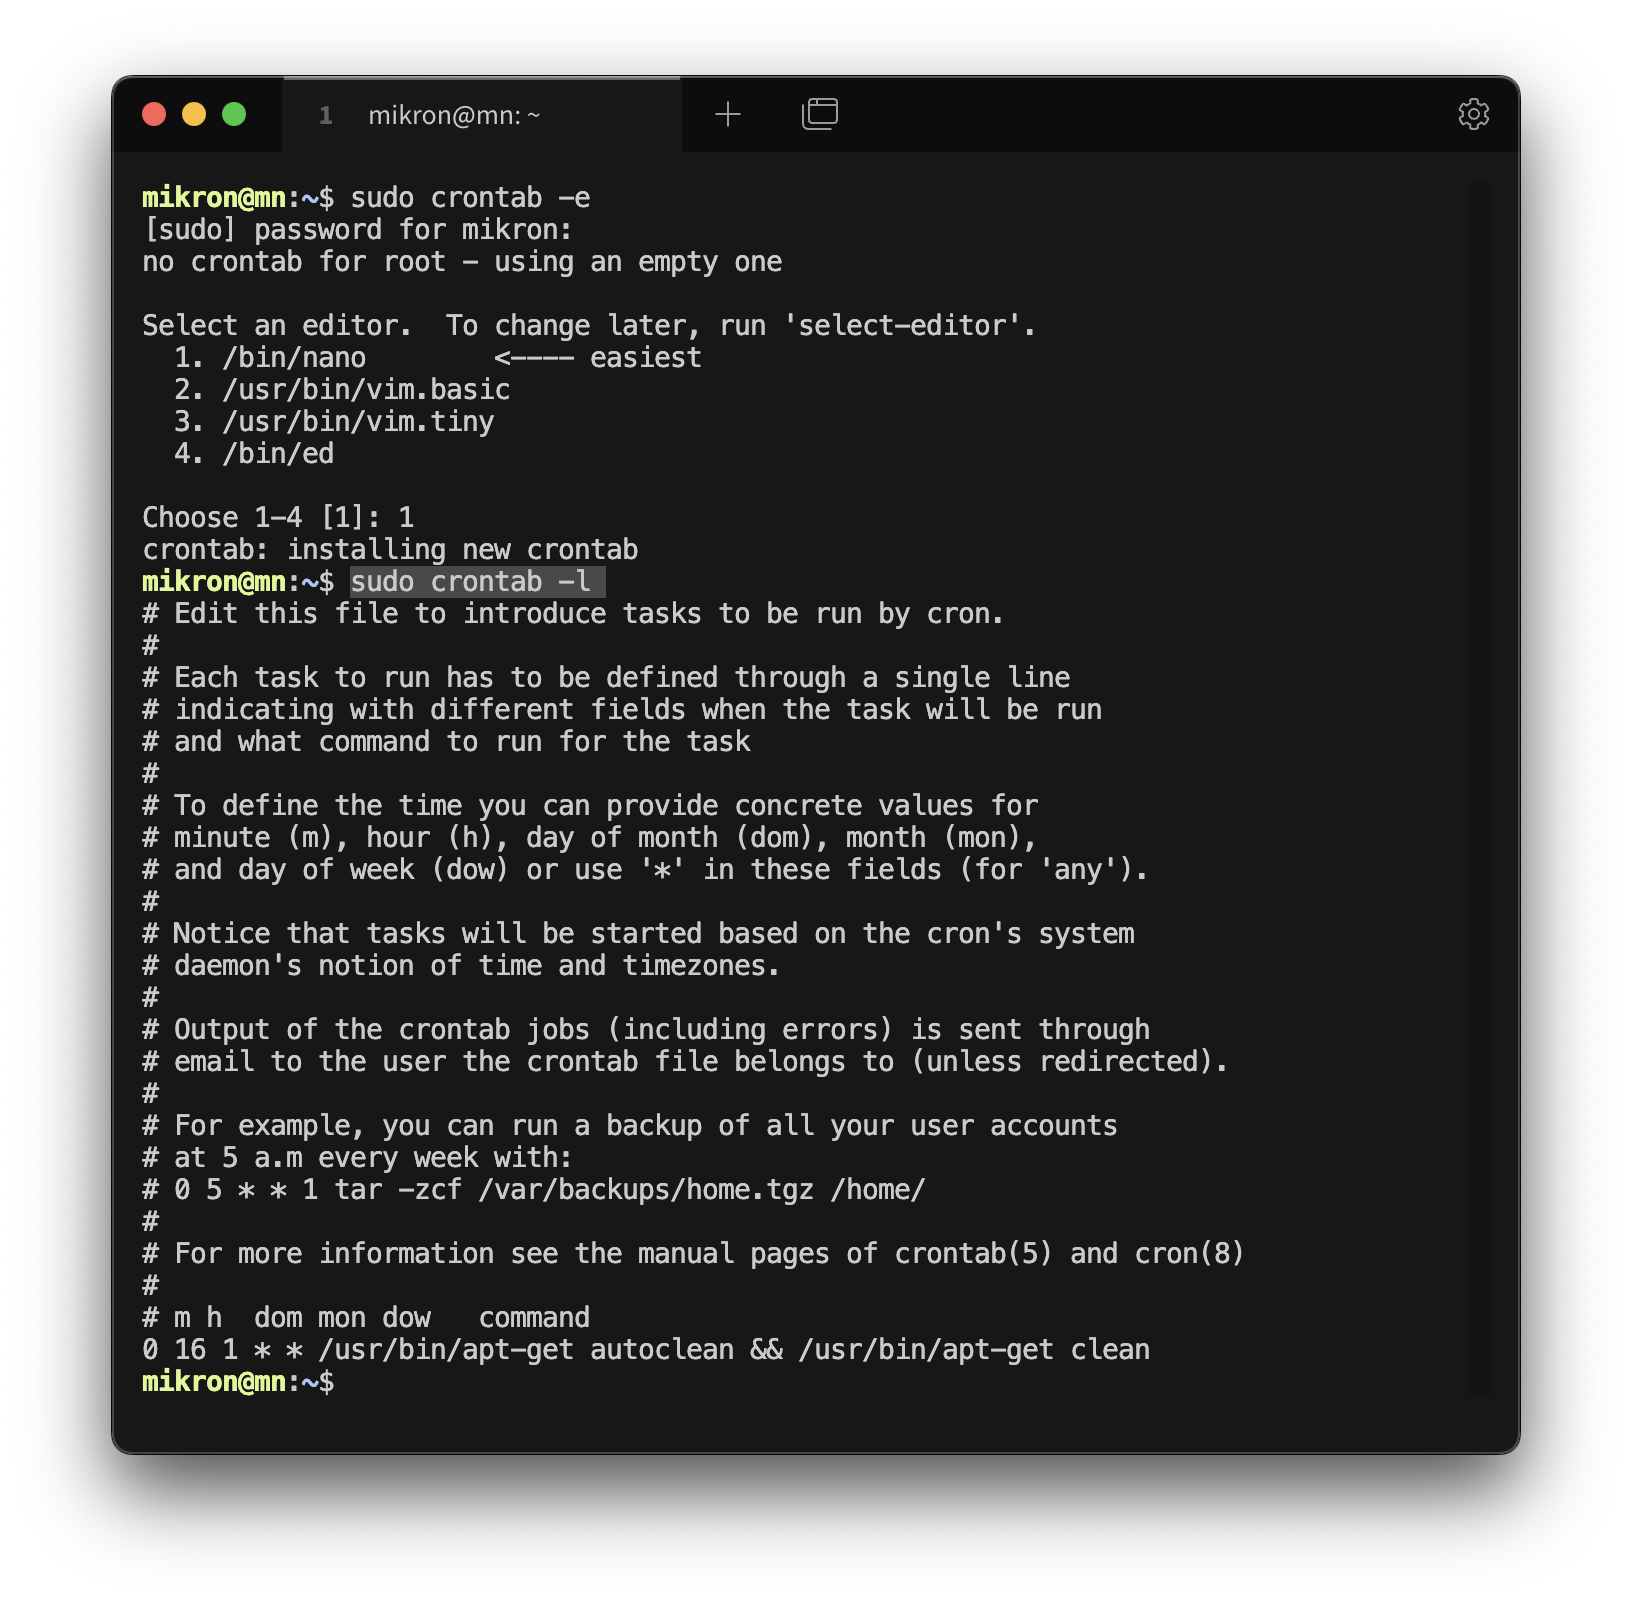 1 mikron@mn: ~
mikron@mn:~$ sudo crontab -e
[sudo] password for mikron:
no crontab for root - using an empty one
Select an editor.  To change later, run 'select-editor'.
  1. /bin/nano        <---- easiest
  2. /usr/bin/vim.basic
  3. /usr/bin/vim.tiny
  4. /bin/ed
Choose 1-4 [1]: 1
crontab: installing new crontab
mikron@mn:~$ sudo crontab -l
# Edit this file to introduce tasks to be run by cron.
#
# Each task to run has to be defined through a single line
# indicating with different fields when the task will be run
# and what command to run for the task
#
# To define the time you can provide concrete values for
# minute (m), hour (h), day of month (dom), month (mon),
# and day of week (dow) or use '*' in these fields (for 'any').
#
# Notice that tasks will be started based on the cron's system
# daemon's notion of time and timezones.
#
# Output of the crontab jobs (including errors) is sent through
# email to the user the crontab file belongs to (unless redirected).
#
# For example, you can run a backup of all your user accounts
# at 5 a.m every week with:
# 0 5 * * 1 tar -zcf /var/backups/home.tgz /home/
#
# For more information see the manual pages of crontab(5) and cron(8)
#
# m h  dom mon dow   command
0 16 1 * * /usr/bin/apt-get autoclean && /usr/bin/apt-get clean
mikron@mn:~$